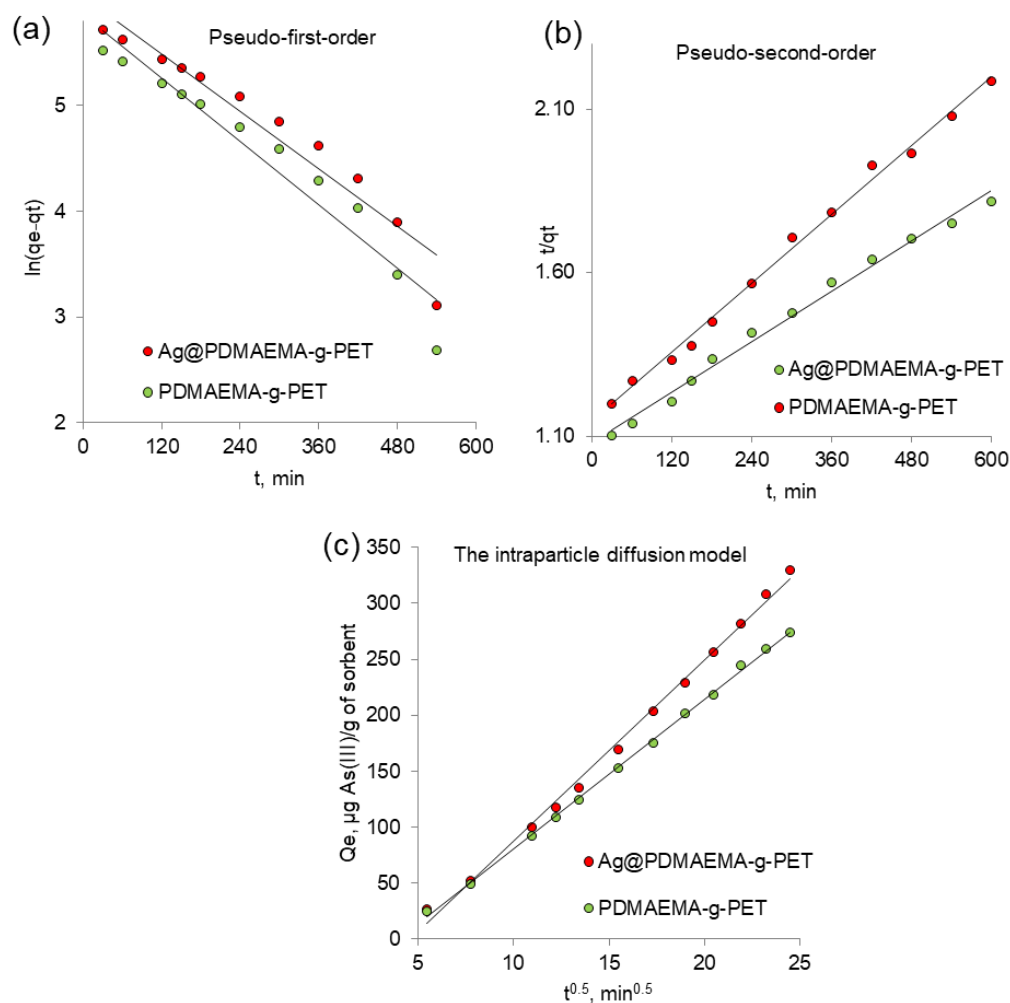 (a)
Pseudo-first-order
ln(qe-qt)
5
4
3
2
Ag@PDMAEMA-g-PET
PDMAEMA-g-PET
0 120 240 360 480 600
t, min
(b)
Pseudo-second-order
t/qt
2.10
1.60
1.10
Ag@PDMAEMA-g-PET
PDMAEMA-g-PET
0 120 240 360 480 600
t, min
(c)
The intraparticle diffusion model
Qe, µg As(III)/g of sorbent
350
300
250
200
150
100
50
0
Ag@PDMAEMA-g-PET
PDMAEMA-g-PET
5 10 15 20 25
t⁰·⁵, min⁰·⁵